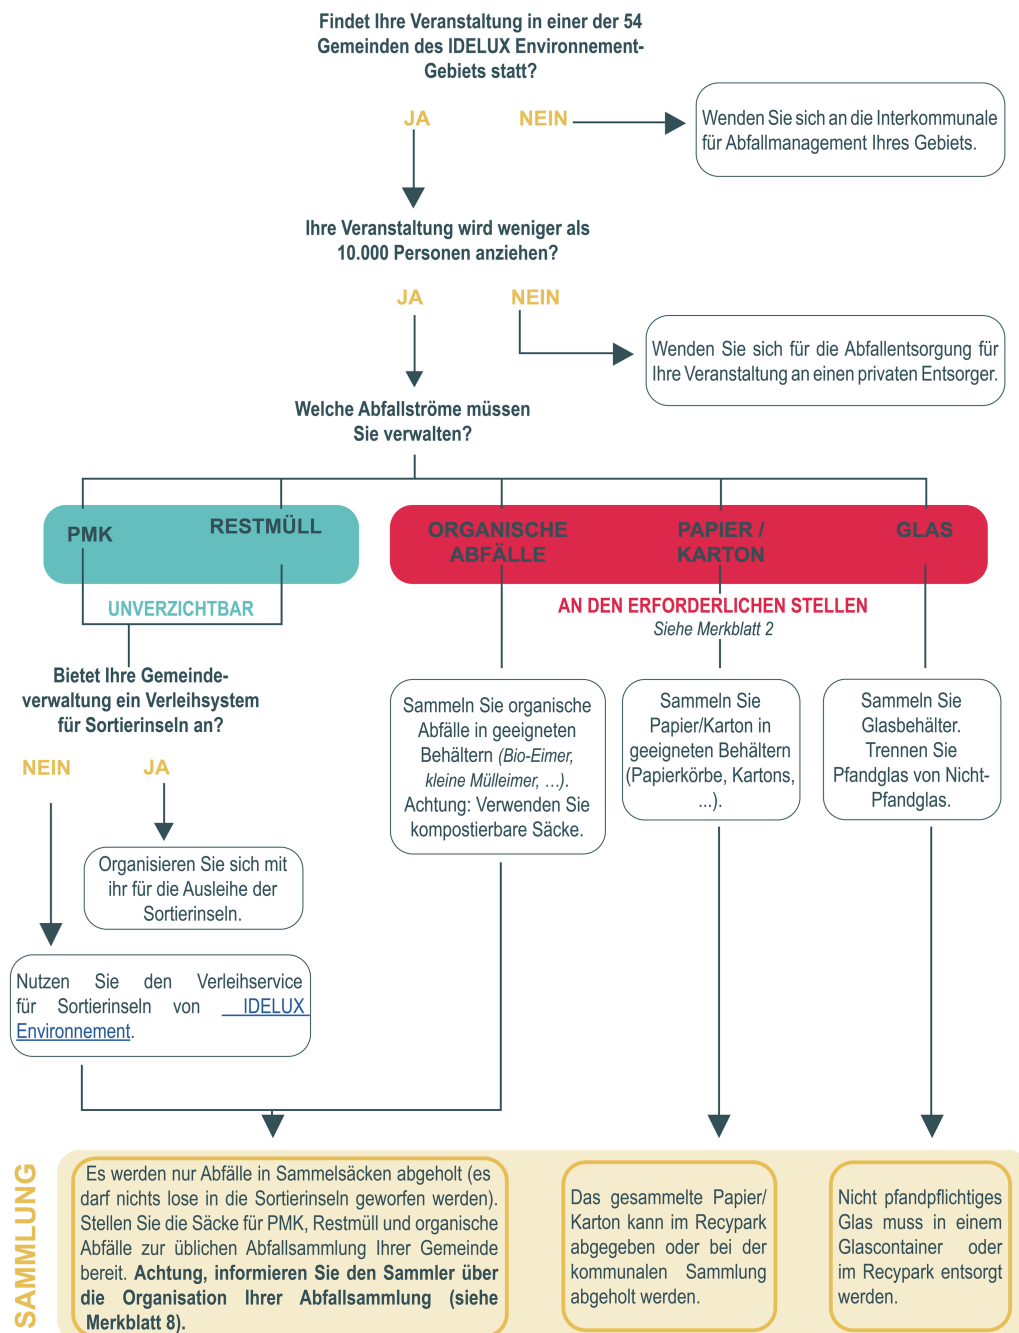 Findet Ihre Veranstaltung in einer der 54
Gemeinden des IDELUX Environnement-
Gebiets statt?
JA
NEIN
Wenden Sie sich an die Interkommunale
für Abfallmanagement Ihres Gebiets.
Ihre Veranstaltung wird weniger als
10.000 Personen anziehen?
JA
NEIN
Wenden Sie sich für die Abfallentsorgung für
Ihre Veranstaltung an einen privaten Entsorger.
Welche Abfallströme müssen
Sie verwalten?
PMK
RESTMÜLL
ORGANISCHE
ABFÄLLE
PAPIER /
KARTON
GLAS
UNVERZICHTBAR
AN DEN ERFORDERLICHEN STELLEN
Siehe Merkblatt 2
Bietet Ihre Gemeinde-
verwaltung ein Verleihsystem
für Sortierinseln an?
NEIN
JA
Organisieren Sie sich mit
ihr für die Ausleihe der
Sortierinseln.
Nutzen Sie den Verleihservice
für Sortierinseln von IDELUX
Environnement.
Sammeln Sie organische
Abfälle in geeigneten
Behältern (Bio-Eimer,
kleine Mülleimer, …).
Achtung: Verwenden Sie
kompostierbare Säcke.
Sammeln Sie
Papier/Karton in
geeigneten Behältern
(Papierkörbe, Kartons,
...).
Sammeln Sie
Glasbehälter.
Trennen Sie
Pfandglas von Nicht-
Pfandglas.
SAMMLUNG
Es werden nur Abfälle in Sammelsäcken abgeholt (es
darf nichts lose in die Sortierinseln geworfen werden).
Stellen Sie die Säcke für PMK, Restmüll und organische
Abfälle zur üblichen Abfallsammlung Ihrer Gemeinde
bereit. Achtung, informieren Sie den Sammler über
die Organisation Ihrer Abfallsammlung (siehe
Merkblatt 8).
Das gesammelte Papier/
Karton kann im Recypark
abgegeben oder bei der
kommunalen Sammlung
abgeholt werden.
Nicht pfandpflichtiges
Glas muss in einem
Glascontainer oder
im Recypark entsorgt
werden.